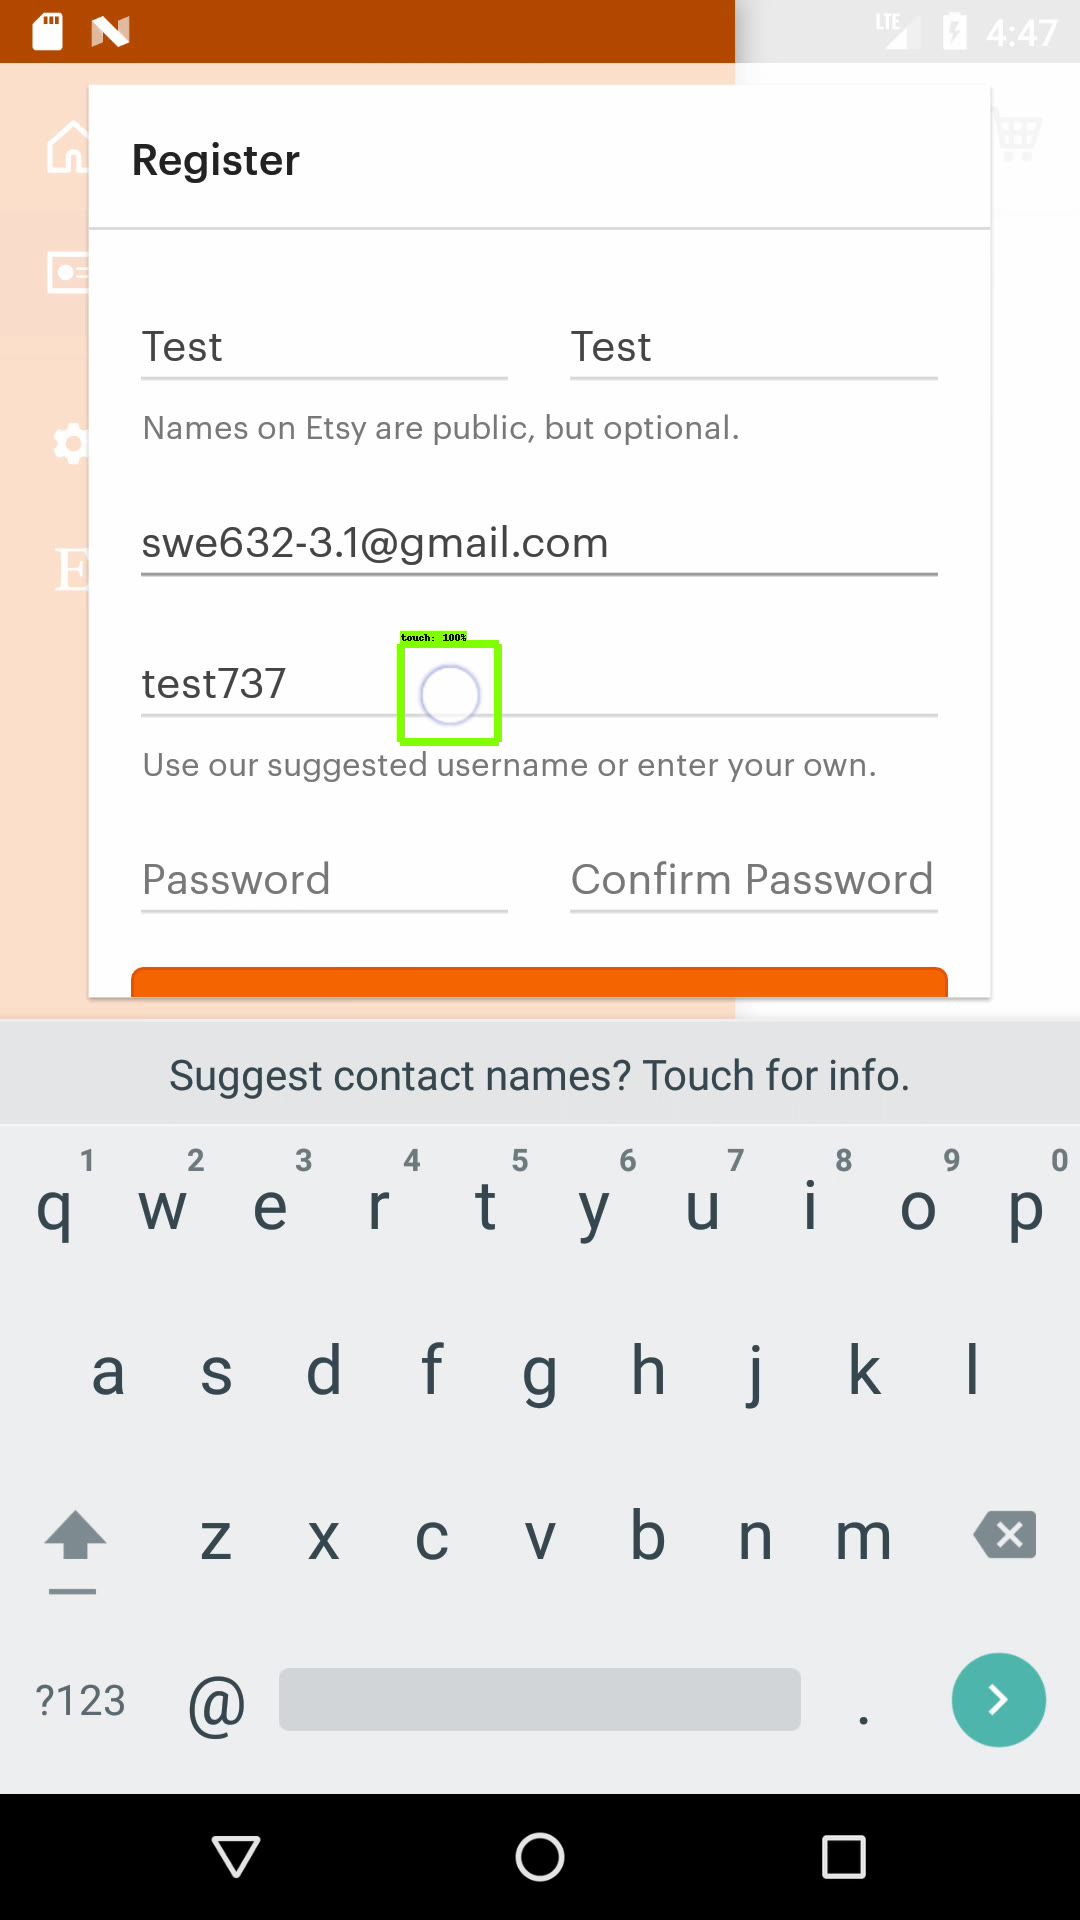 LTE 4:47
Register
Test Test
Names on Etsy are public, but optional.
swe632-3.1@gmail.com
touch: 100%
test737
Use our suggested username or enter your own.
Password Confirm Password
E
Suggest contact names? Touch for info.
1 2 3 4 5 6 7 8 9 0
q w e r t y u i o p
a s d f g h j k l
z x c v b n m
?123 @ .